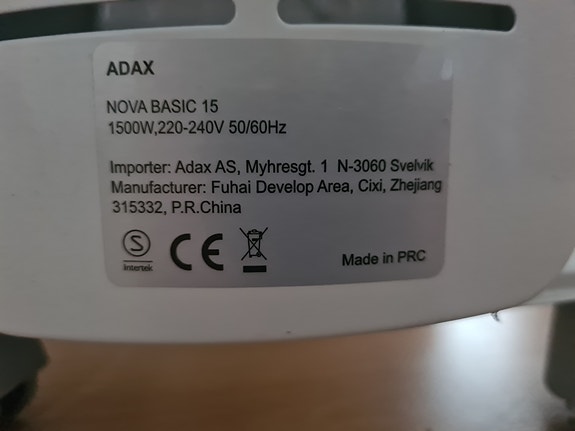 ADAX
NOVA BASIC 15
1500W,220-240V 50/60Hz
Importer: Adax AS, Myhresgt. 1 N-3060 Svelvik
Manufacturer: Fuhai Develop Area, Cixi, Zhejiang
315332, P.R.China
S
Intertek
CE
Made in PRC